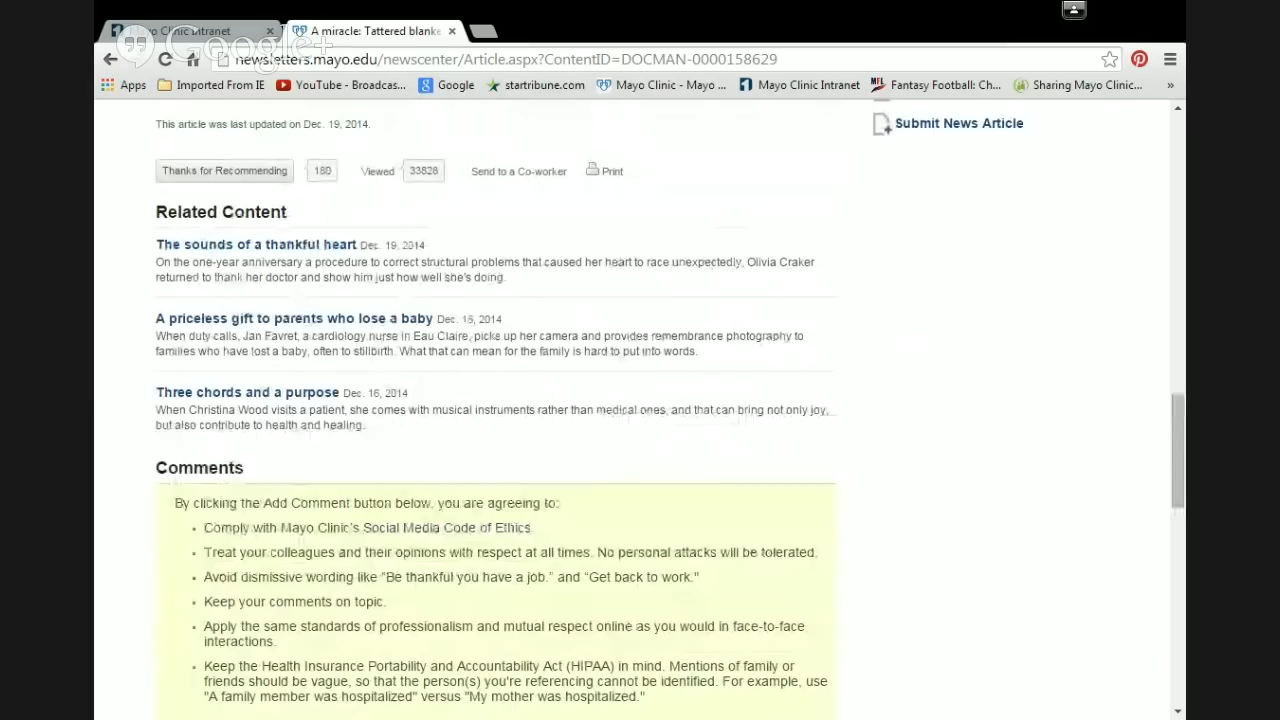 Mayo Clinic Intranet
A miracle: Tattered blanke
Google+
newsletters.mayo.edu/newscenter/Article.aspx?ContentID=DOCMAN-0000158629
Apps Imported From IE YouTube - Broadcas... Google startribune.com Mayo Clinic - Mayo ... Mayo Clinic Intranet Fantasy Football: Ch... Sharing Mayo Clinic... »
This article was last updated on Dec. 19, 2014.
Submit News Article
Thanks for Recommending 189 Viewed 33828 Send to a Co-worker Print
Related Content
The sounds of a thankful heart Dec. 19, 2014
On the one-year anniversary a procedure to correct structural problems that caused her heart to race unexpectedly, Olivia Craker
returned to thank her doctor and show him just how well she's doing.
A priceless gift to parents who lose a baby Dec. 16, 2014
When duty calls, Jan Favret, a cardiology nurse in Eau Claire, picks up her camera and provides remembrance photography to
families who have lost a baby, often to stillbirth. What that can mean for the family is hard to put into words.
Three chords and a purpose Dec. 16, 2014
When Christina Wood visits a patient, she comes with musical instruments rather than medical ones, and that can bring not only joy,
but also contribute to health and healing.
Comments
By clicking the Add Comment button below, you are agreeing to:
• Comply with Mayo Clinic's Social Media Code of Ethics.
• Treat your colleagues and their opinions with respect at all times. No personal attacks will be tolerated.
• Avoid dismissive wording like "Be thankful you have a job." and "Get back to work."
• Keep your comments on topic.
• Apply the same standards of professionalism and mutual respect online as you would in face-to-face
interactions.
• Keep the Health Insurance Portability and Accountability Act (HIPAA) in mind. Mentions of family or
friends should be vague, so that the person(s) you're referencing cannot be identified. For example, use
"A family member was hospitalized" versus "My mother was hospitalized."